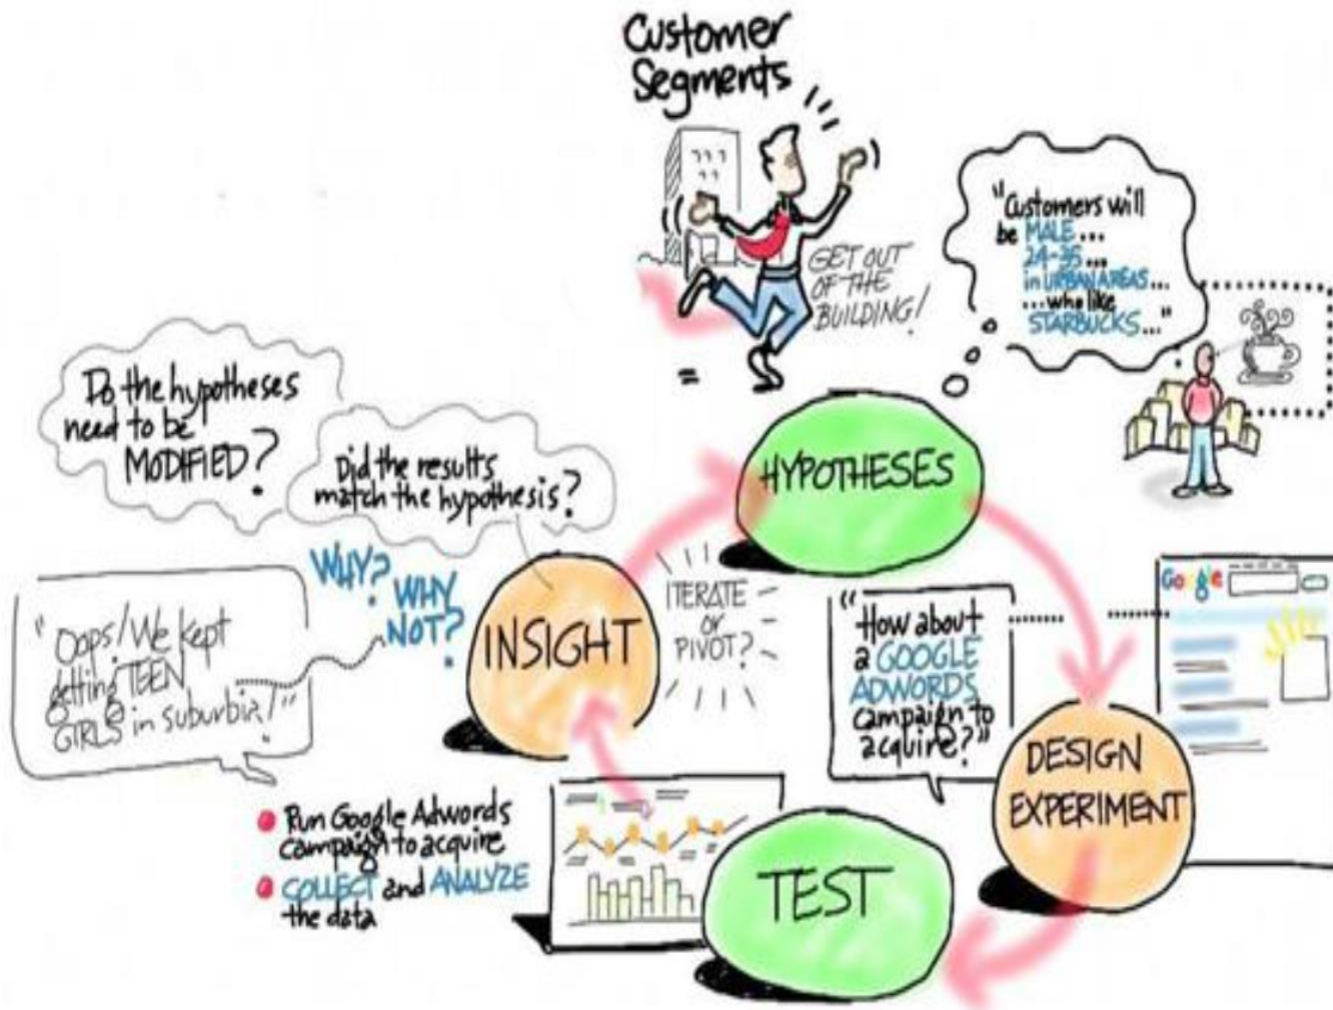 Customer
Segments
GET OUT
OF THE
BUILDING!
"Customers will
be MALE...
24-35...
in URBAN AREAS...
...who like
STARBUCKS..."
HYPOTHESES
Do the hypotheses
need to be
MODIFIED?
Did the results
match the hypothesis?
WHY?
WHY
NOT?
INSIGHT
ITERATE
or
PIVOT?
"Oops! We kept
getting TEEN
GIRLS in suburbia!"
"How about
a GOOGLE
ADWORDS
campaign to
acquire?"
Google
DESIGN
EXPERIMENT
Run Google Adwords
campaign to acquire
COLLECT and ANALYZE
the data
TEST